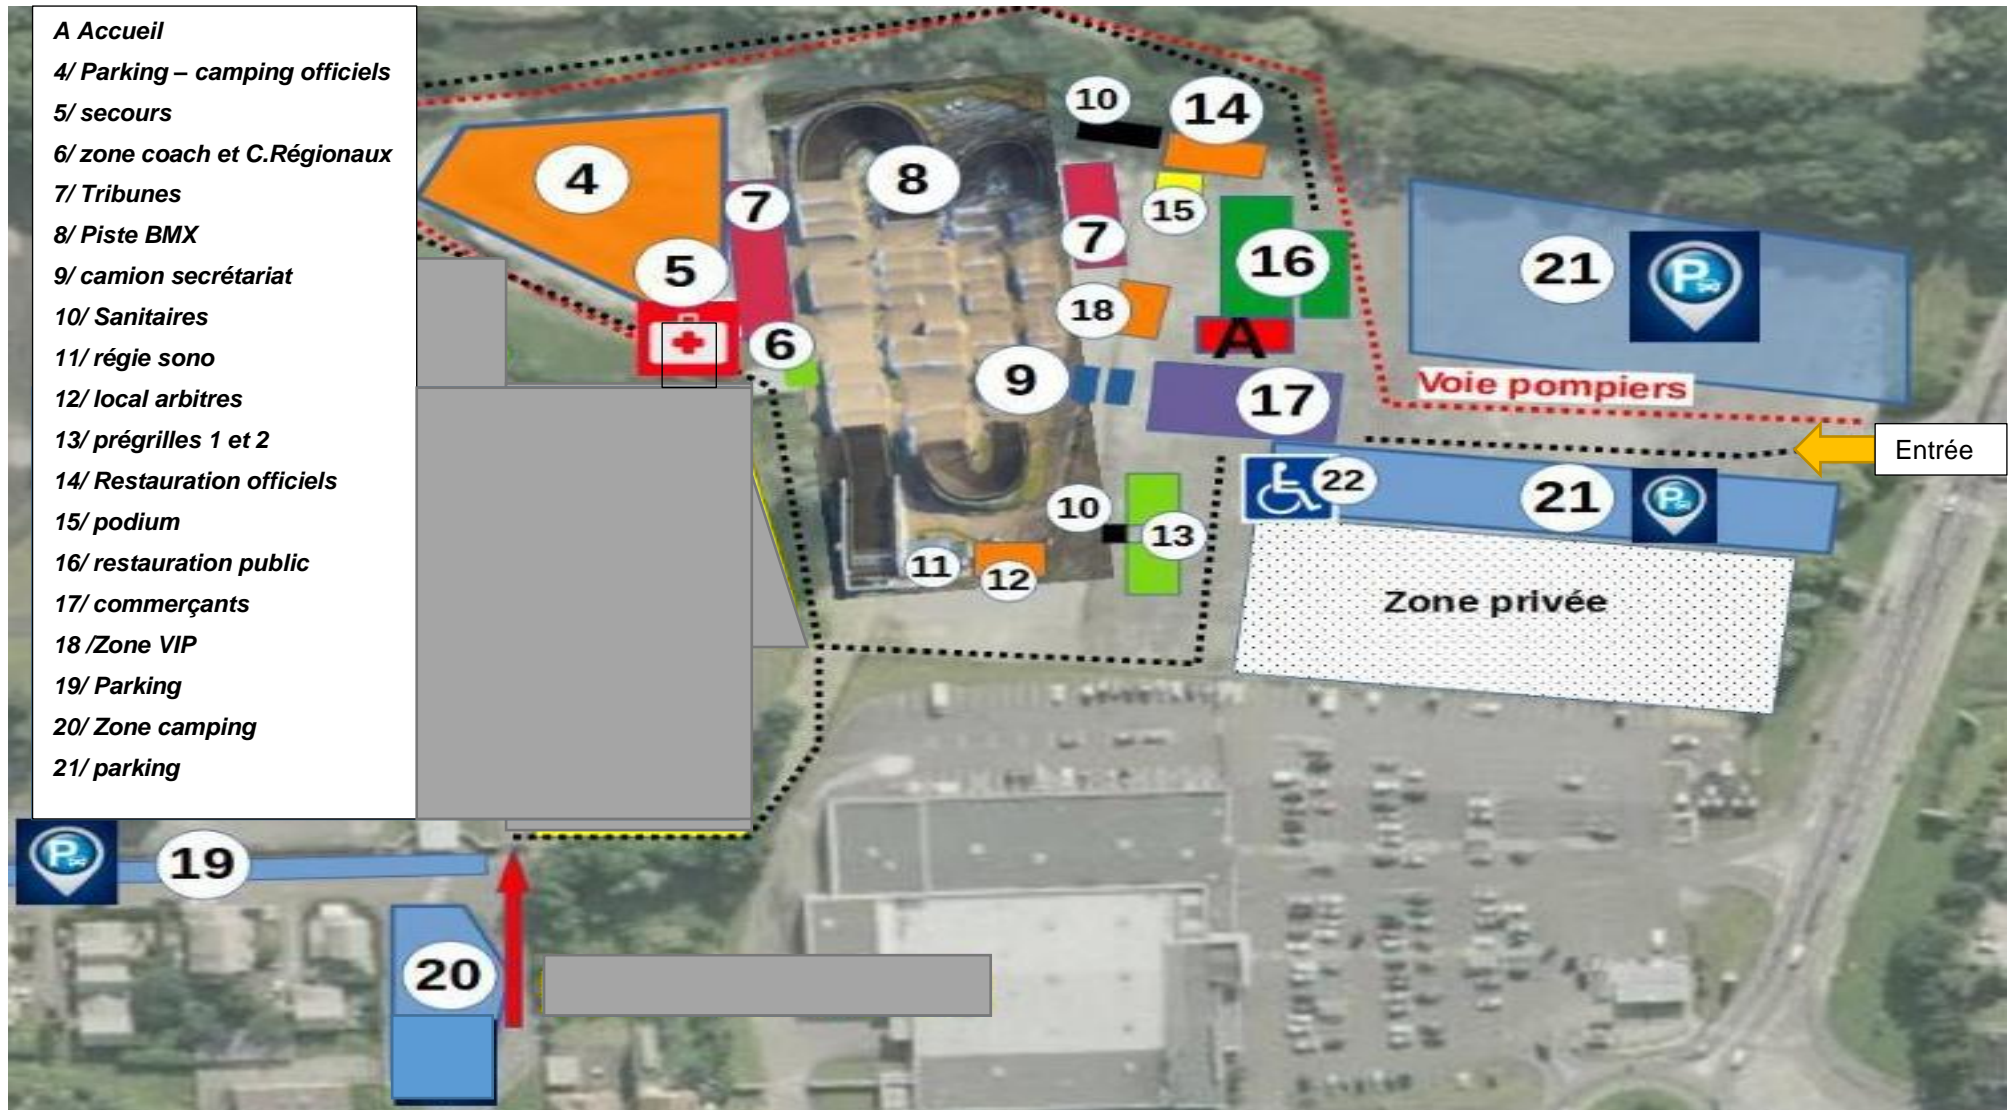 A Accueil
4/ Parking – camping officiels
5/ secours
6/ zone coach et C.Régionaux
7/ Tribunes
8/ Piste BMX
9/ camion secrétariat
10/ Sanitaires
11/ régie sono
12/ local arbitres
13/ prégrilles 1 et 2
14/ Restauration officiels
15/ podium
16/ restauration public
17/ commerçants
18 /Zone VIP
19/ Parking
20/ Zone camping
21/ parking
10
14
4
8
7
15
7
5
16
21
P
18
A
6
9
17
Voie pompiers
Entrée
22
21
P
10
13
11
12
Zone privée
P
19
20